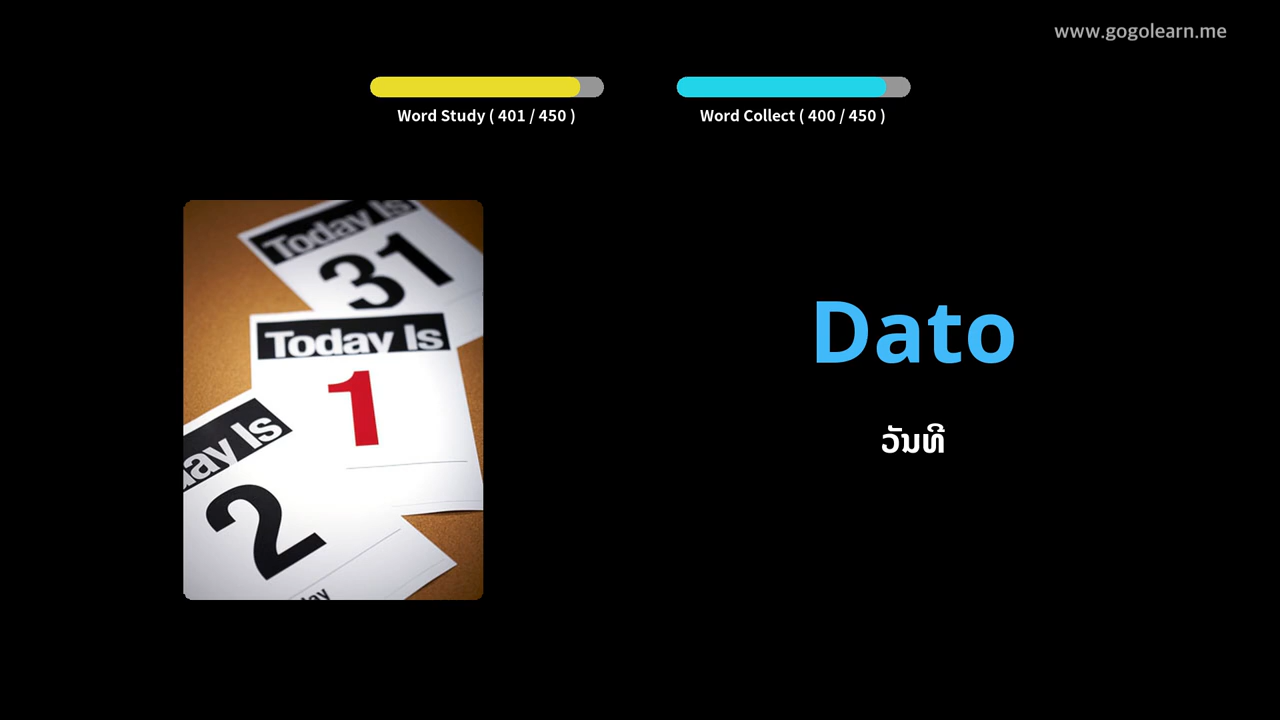 www.gogolearn.me
Word Study ( 401 / 450 )
Word Collect ( 400 / 450 )
Today Is
31
Today Is
1
ay Is
2
ay
Dato
ວັນທີ